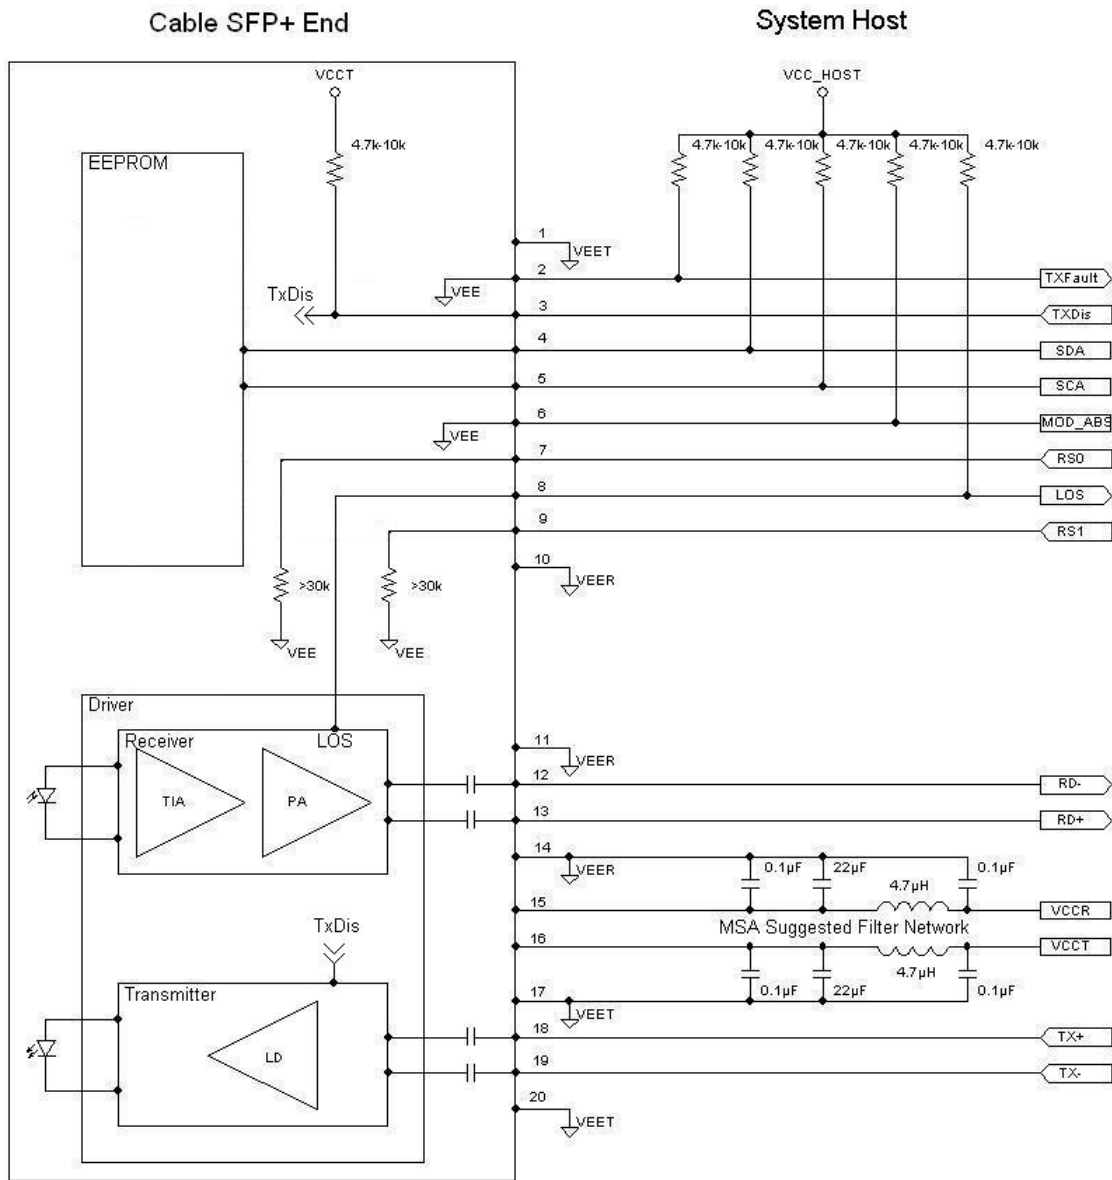 Cable SFP+ End
System Host
VCCT
VCC_HOST
4.7k-10k
4.7k-10k 4.7k-10k 4.7k-10k 4.7k-10k 4.7k-10k
EEPROM
1
VEET
2
VEE
TXFault
TxDis
3
TXDis
4
SDA
5
SCA
6
VEE
MOD_ABS
7
RS0
8
LOS
9
RS1
10
VEER
>30k
>30k
VEE
VEE
Driver
Receiver
LOS
TIA
PA
11
VEER
12
RD-
13
RD+
14
VEER
0.1µF
22µF
4.7µH
0.1µF
15
VCCR
MSA Suggested Filter Network
16
VCCT
4.7µH
0.1µF
22µF
0.1µF
TxDis
17
VEET
Transmitter
LD
18
TX+
19
TX-
20
VEET